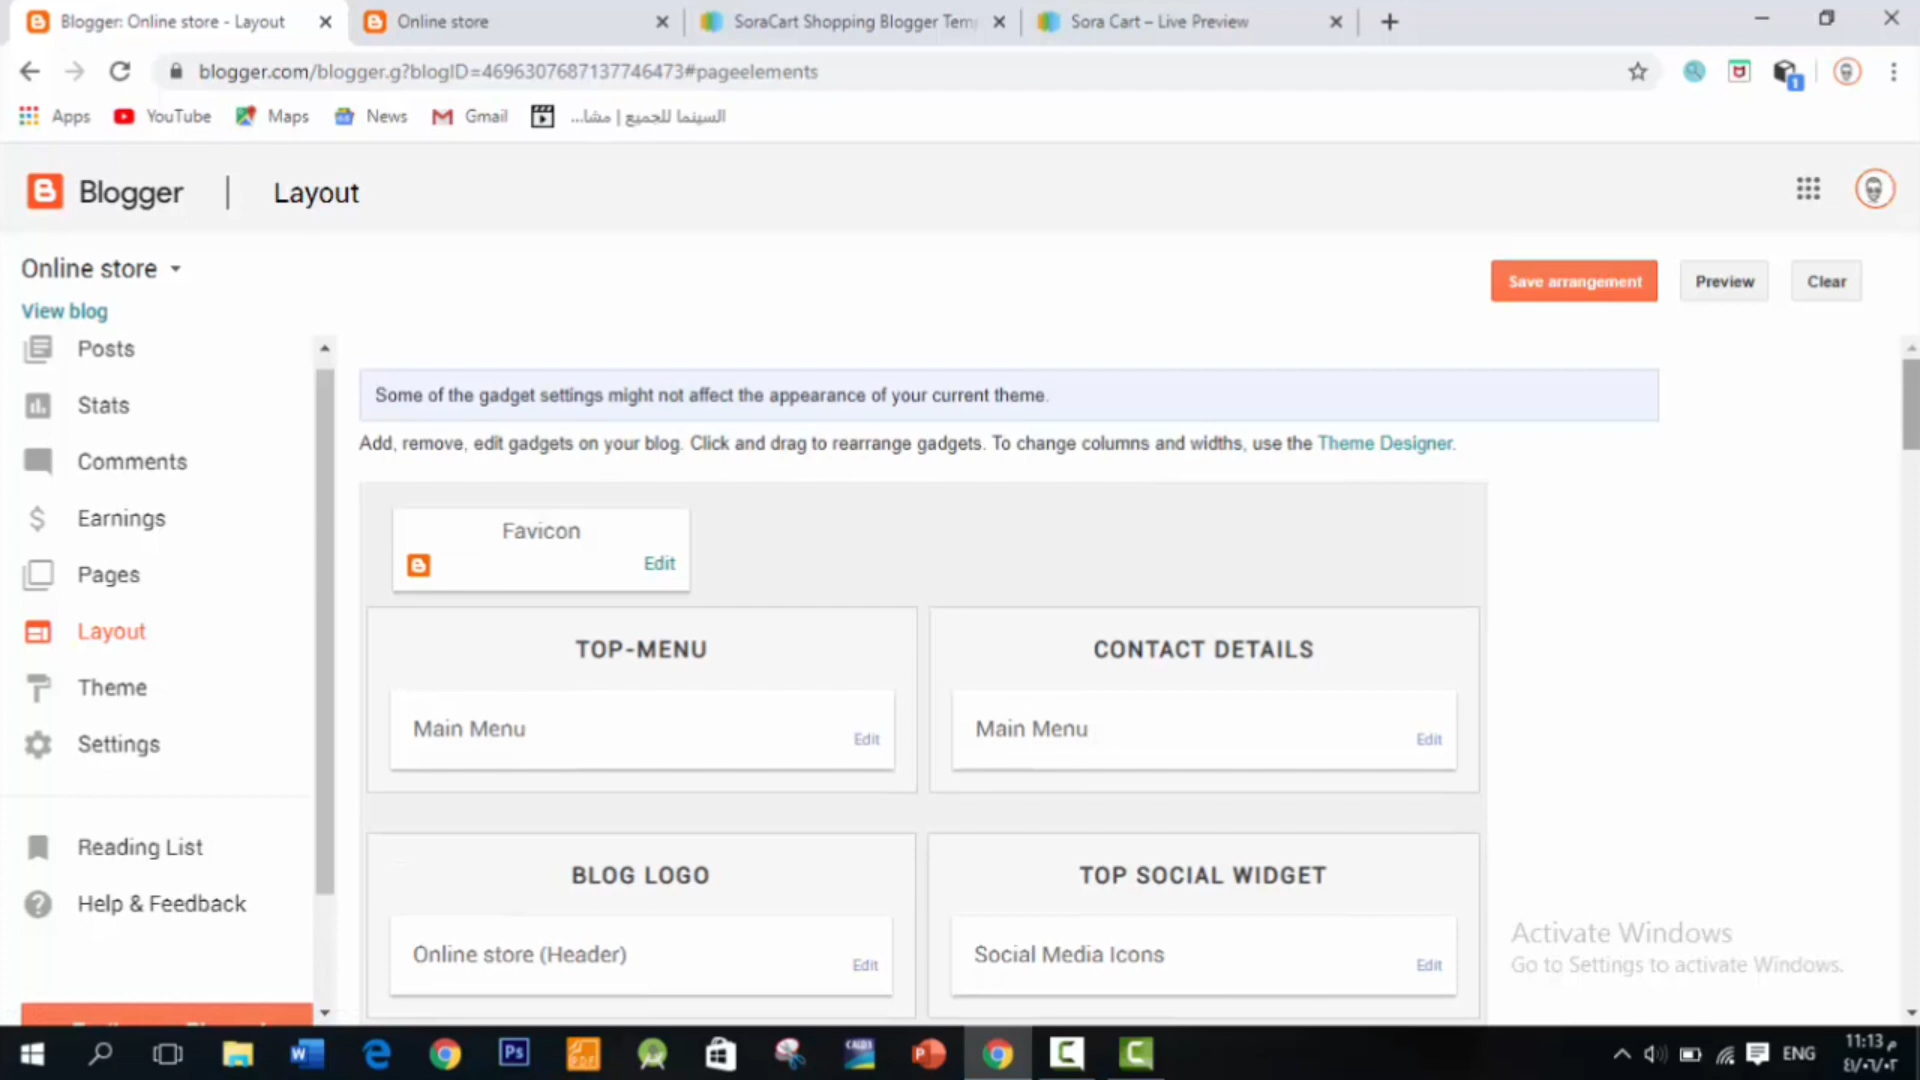 Blogger: Online store - Layout
Online store
SoraCart Shopping Blogger Tem
Sora Cart – Live Preview
blogger.com/blogger.g?blogID=4696307687137746473#pageelements
Apps
YouTube
Maps
News
Gmail
السينما للجميع | مشا...
Blogger
Layout
Online store
View blog
Save arrangement
Preview
Clear
Posts
Stats
Comments
Earnings
Pages
Layout
Theme
Settings
Reading List
Help & Feedback
Some of the gadget settings might not affect the appearance of your current theme.
Add, remove, edit gadgets on your blog. Click and drag to rearrange gadgets. To change columns and widths, use the Theme Designer.
Favicon
Edit
TOP-MENU
Main Menu
Edit
CONTACT DETAILS
Main Menu
Edit
BLOG LOGO
Online store (Header)
Edit
TOP SOCIAL WIDGET
Social Media Icons
Edit
Activate Windows
Go to Settings to activate Windows.
ENG
١١:١3 م